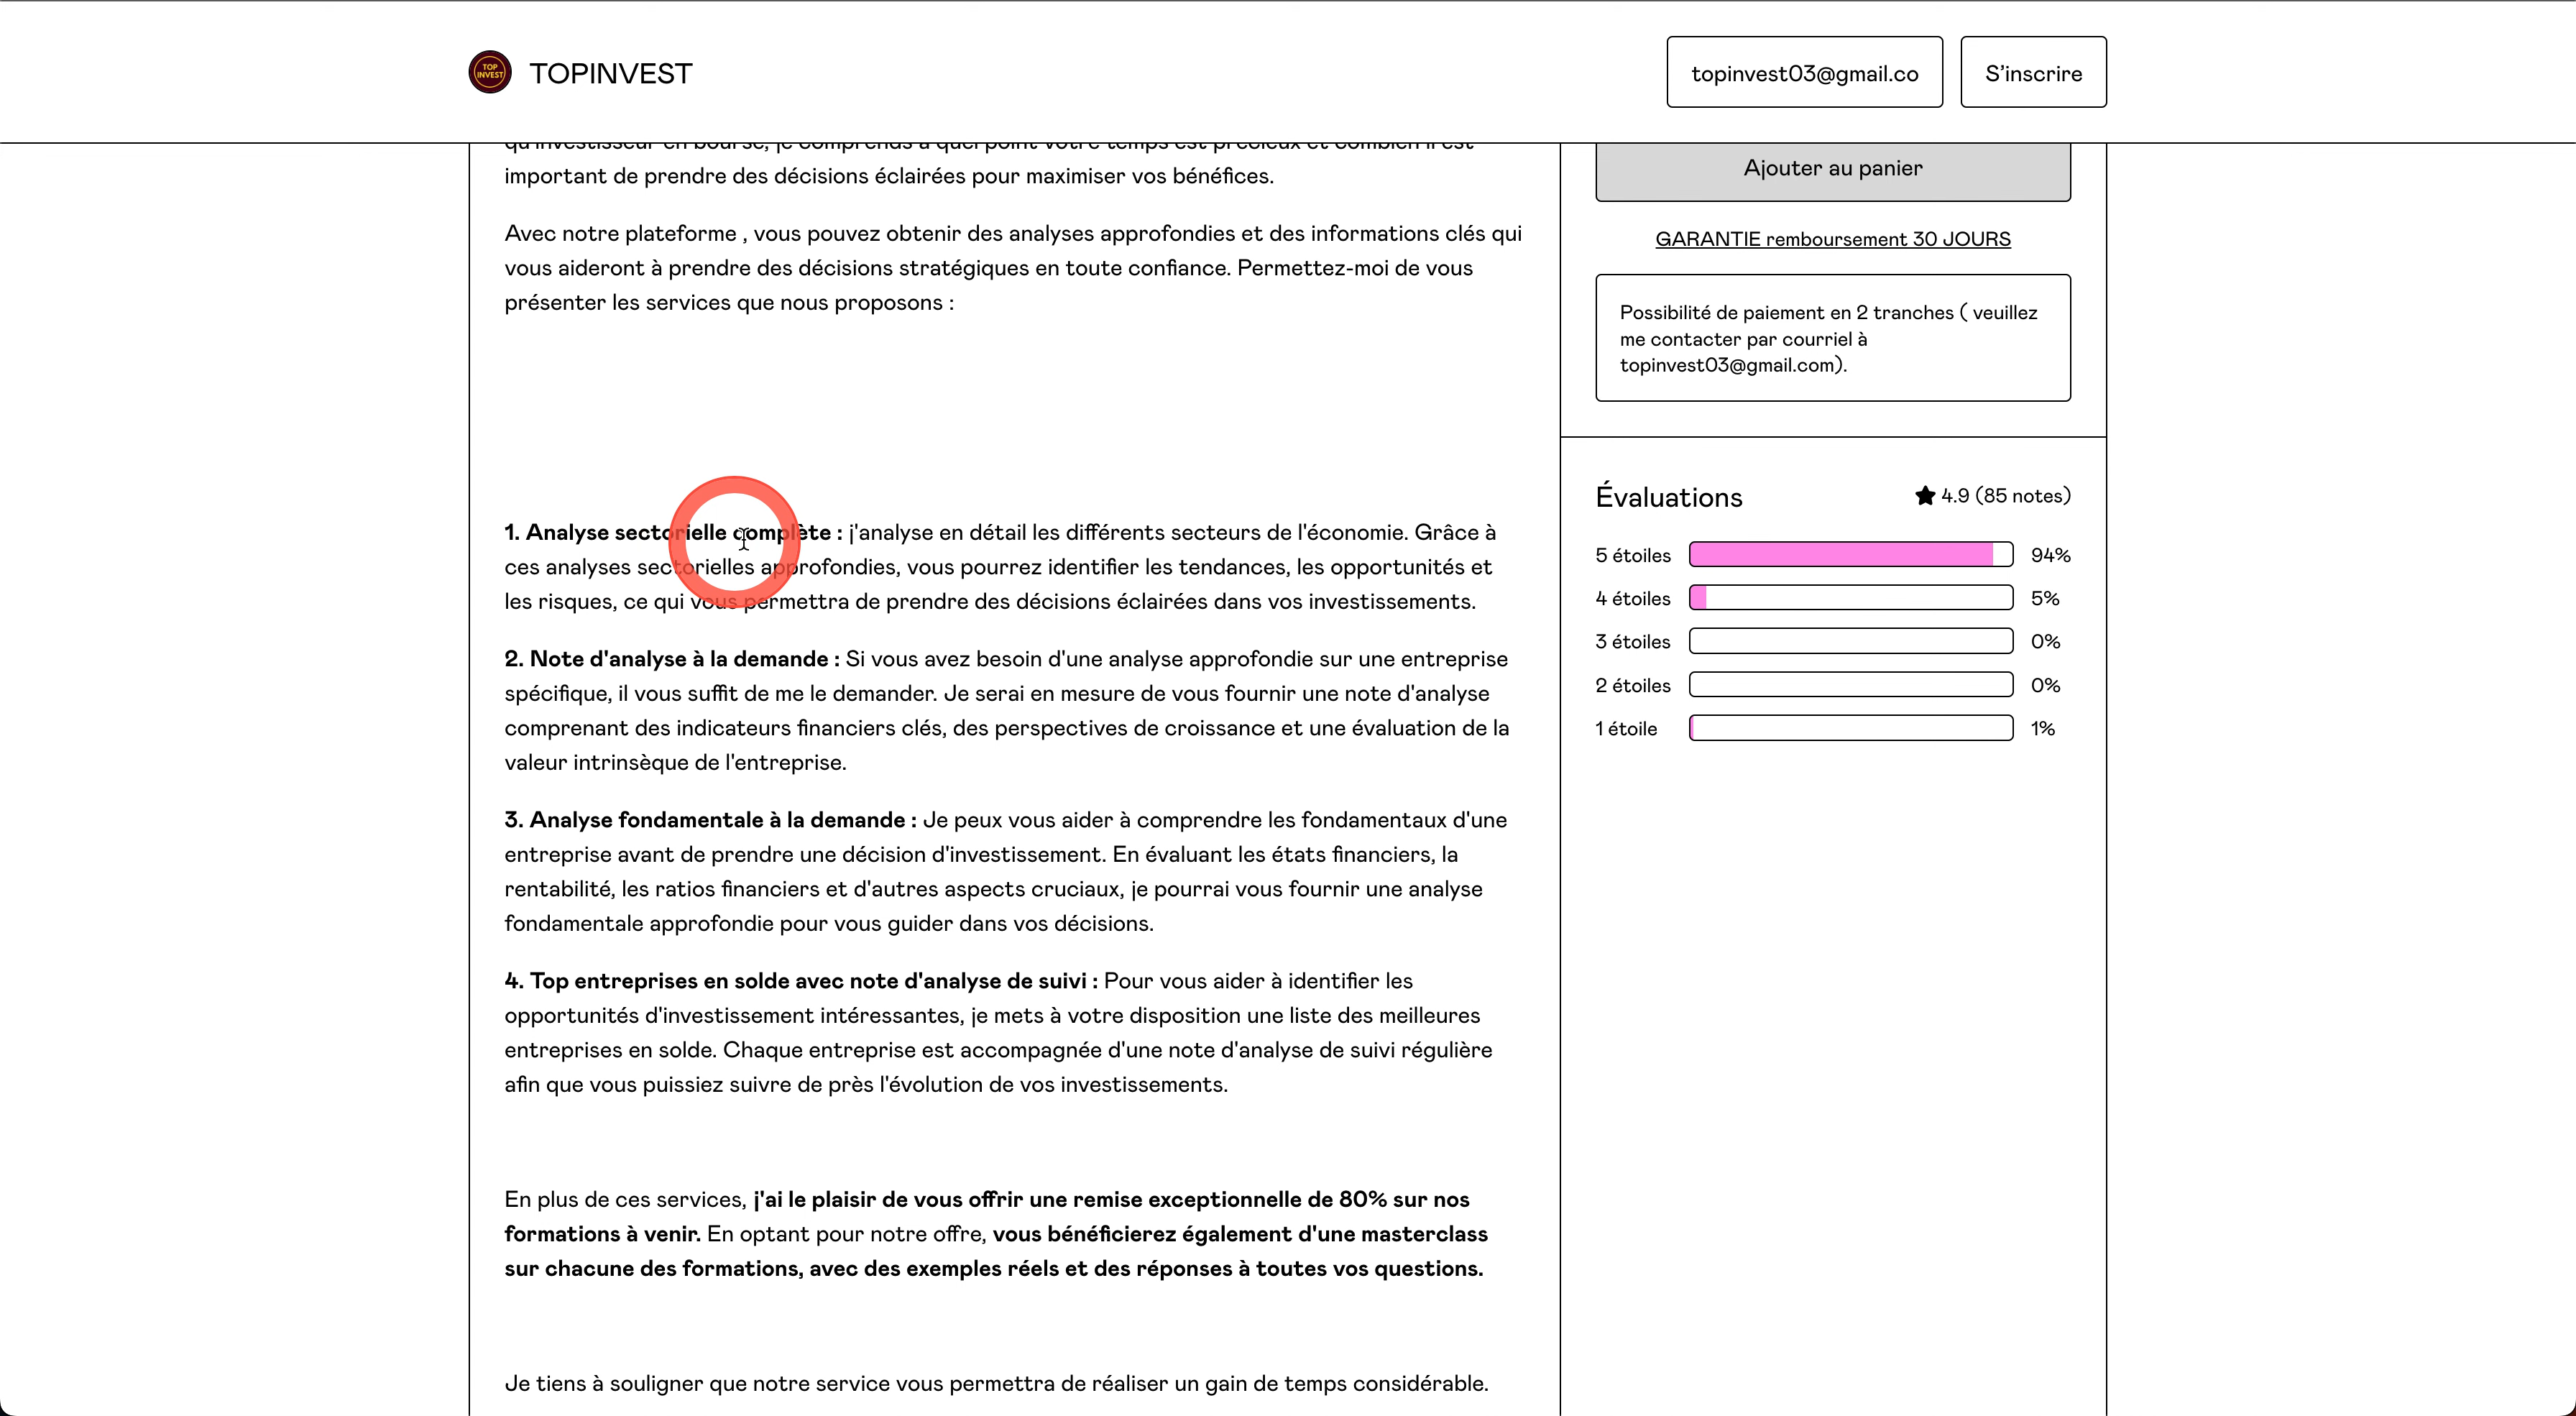 TOP
INVEST
TOPINVEST
topinvest03@gmail.co
S'inscrire
important de prendre des décisions éclairées pour maximiser vos bénéfices.
Avec notre plateforme , vous pouvez obtenir des analyses approfondies et des informations clés qui
vous aideront à prendre des décisions stratégiques en toute confiance. Permettez-moi de vous
présenter les services que nous proposons :
1. Analyse sectorielle complète : j'analyse en détail les différents secteurs de l'économie. Grâce à
ces analyses sectorielles approfondies, vous pourrez identifier les tendances, les opportunités et
les risques, ce qui vous permettra de prendre des décisions éclairées dans vos investissements.
2. Note d'analyse à la demande : Si vous avez besoin d'une analyse approfondie sur une entreprise
spécifique, il vous suffit de me le demander. Je serai en mesure de vous fournir une note d'analyse
comprenant des indicateurs financiers clés, des perspectives de croissance et une évaluation de la
valeur intrinsèque de l'entreprise.
3. Analyse fondamentale à la demande : Je peux vous aider à comprendre les fondamentaux d'une
entreprise avant de prendre une décision d'investissement. En évaluant les états financiers, la
rentabilité, les ratios financiers et d'autres aspects cruciaux, je pourrai vous fournir une analyse
fondamentale approfondie pour vous guider dans vos décisions.
4. Top entreprises en solde avec note d'analyse de suivi : Pour vous aider à identifier les
opportunités d'investissement intéressantes, je mets à votre disposition une liste des meilleures
entreprises en solde. Chaque entreprise est accompagnée d'une note d'analyse de suivi régulière
afin que vous puissiez suivre de près l'évolution de vos investissements.
En plus de ces services, j'ai le plaisir de vous offrir une remise exceptionnelle de 80% sur nos
formations à venir. En optant pour notre offre, vous bénéficierez également d'une masterclass
sur chacune des formations, avec des exemples réels et des réponses à toutes vos questions.
Je tiens à souligner que notre service vous permettra de réaliser un gain de temps considérable.
Ajouter au panier
GARANTIE remboursement 30 JOURS
Possibilité de paiement en 2 tranches ( veuillez
me contacter par courriel à
topinvest03@gmail.com).
Évaluations
4.9 (85 notes)
5 étoiles 94%
4 étoiles 5%
3 étoiles 0%
2 étoiles 0%
1 étoile 1%